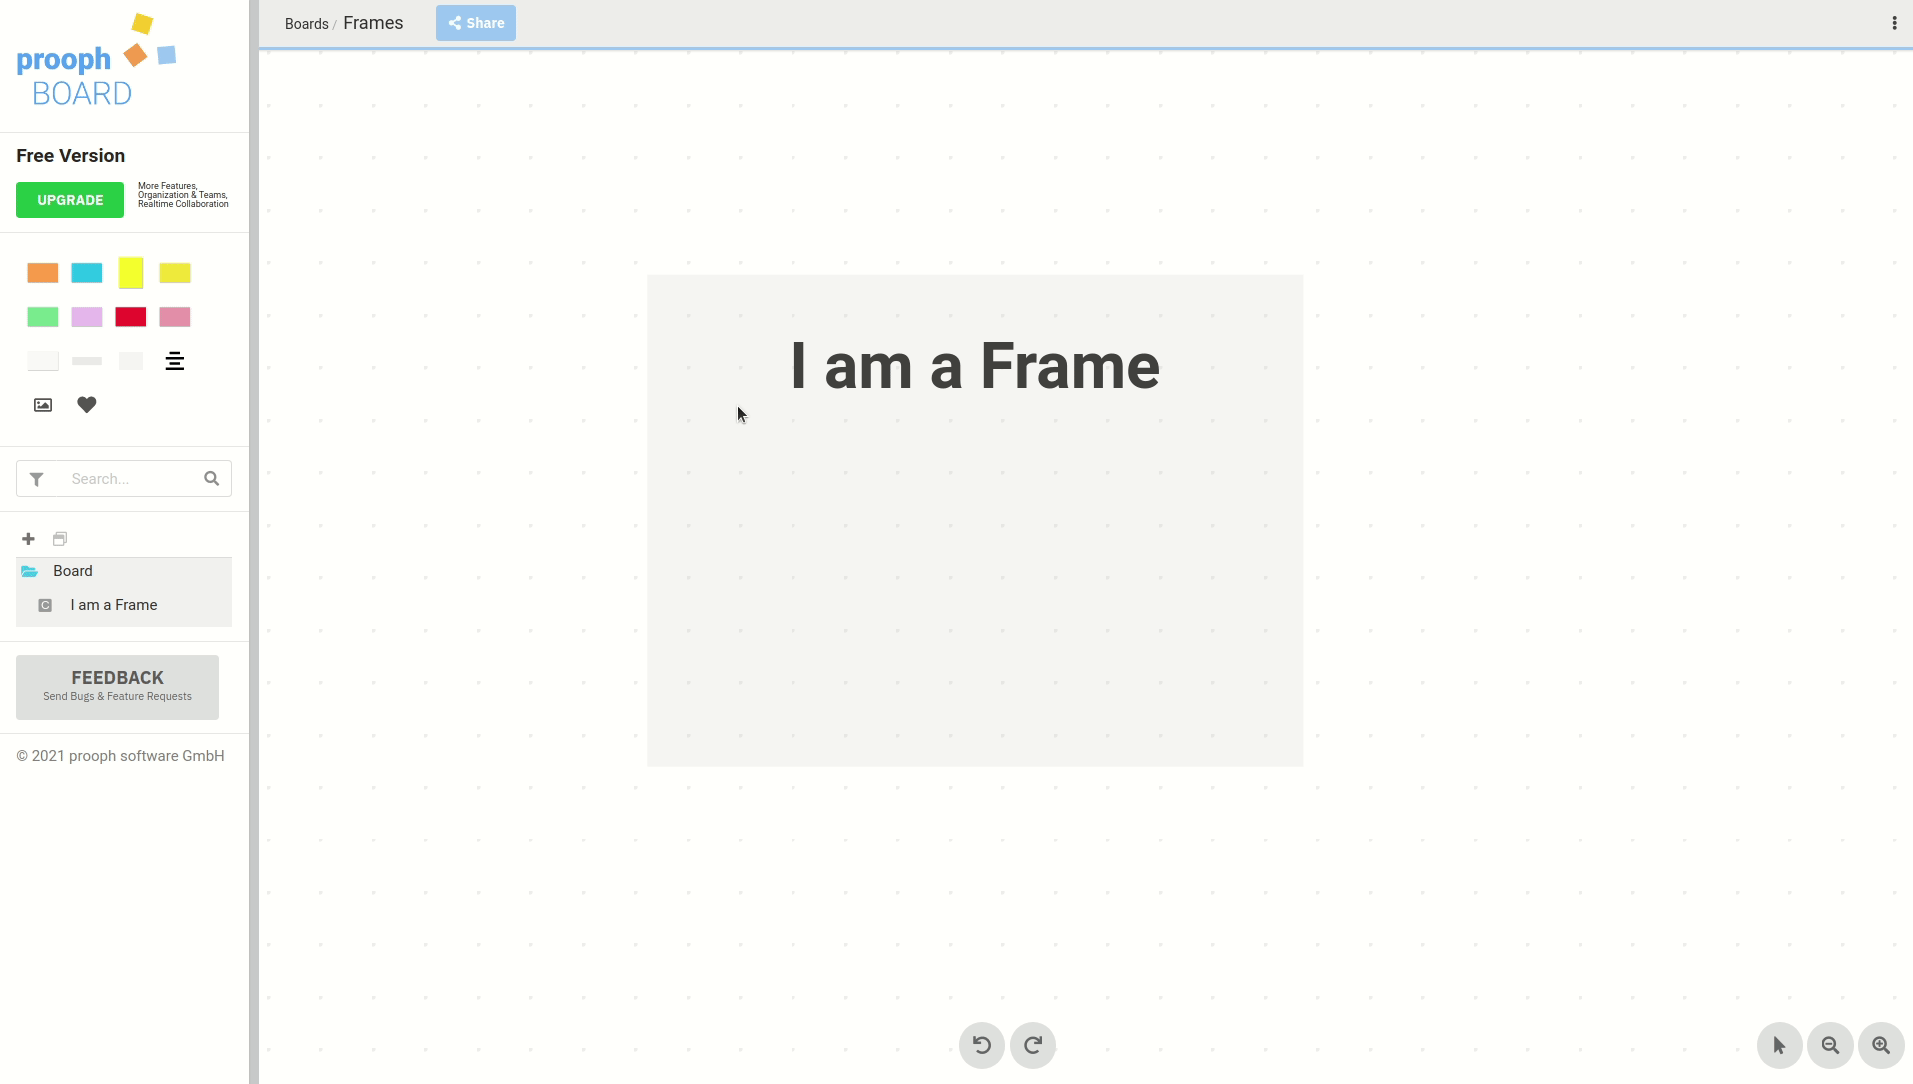 prooph
BOARD
Free Version
UPGRADE
More Features,
Organization & Teams,
Realtime Collaboration
Search...
Board
C
I am a Frame
FEEDBACK
Send Bugs & Feature Requests
© 2021 prooph software GmbH
Boards / Frames
Share
I am a Frame